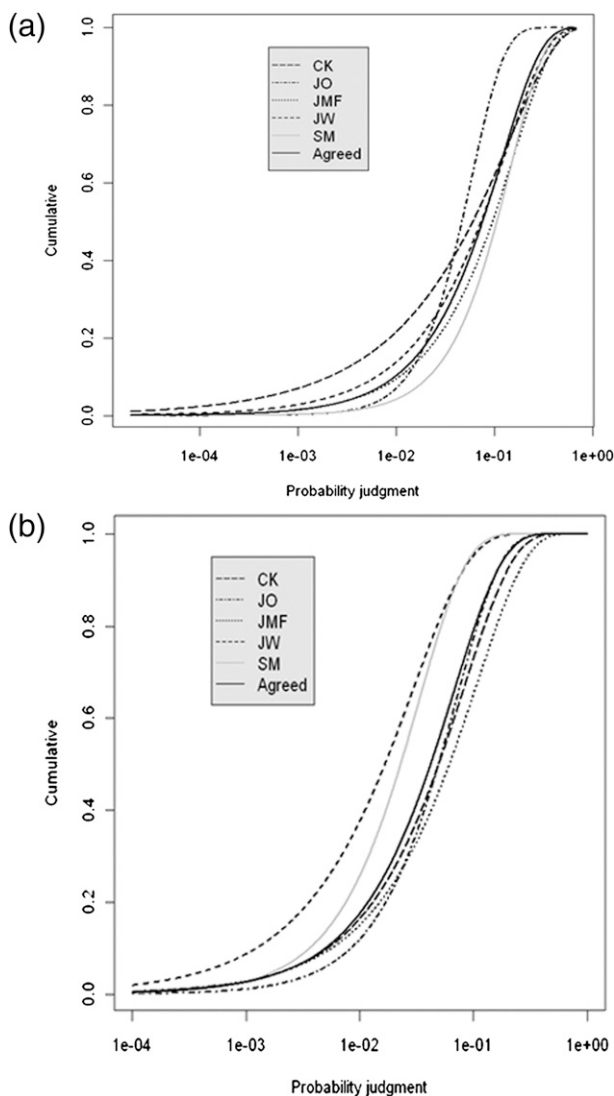 (a)
1.0
0.8
0.6
0.4
0.2
0.0
Cumulative
CK
JO
JMF
JW
SM
Agreed
1e-04 1e-03 1e-02 1e-01 1e+00
Probability judgment
(b)
1.0
0.8
0.6
0.4
0.2
0.0
Cumulative
CK
JO
JMF
JW
SM
Agreed
1e-04 1e-03 1e-02 1e-01 1e+00
Probability judgment